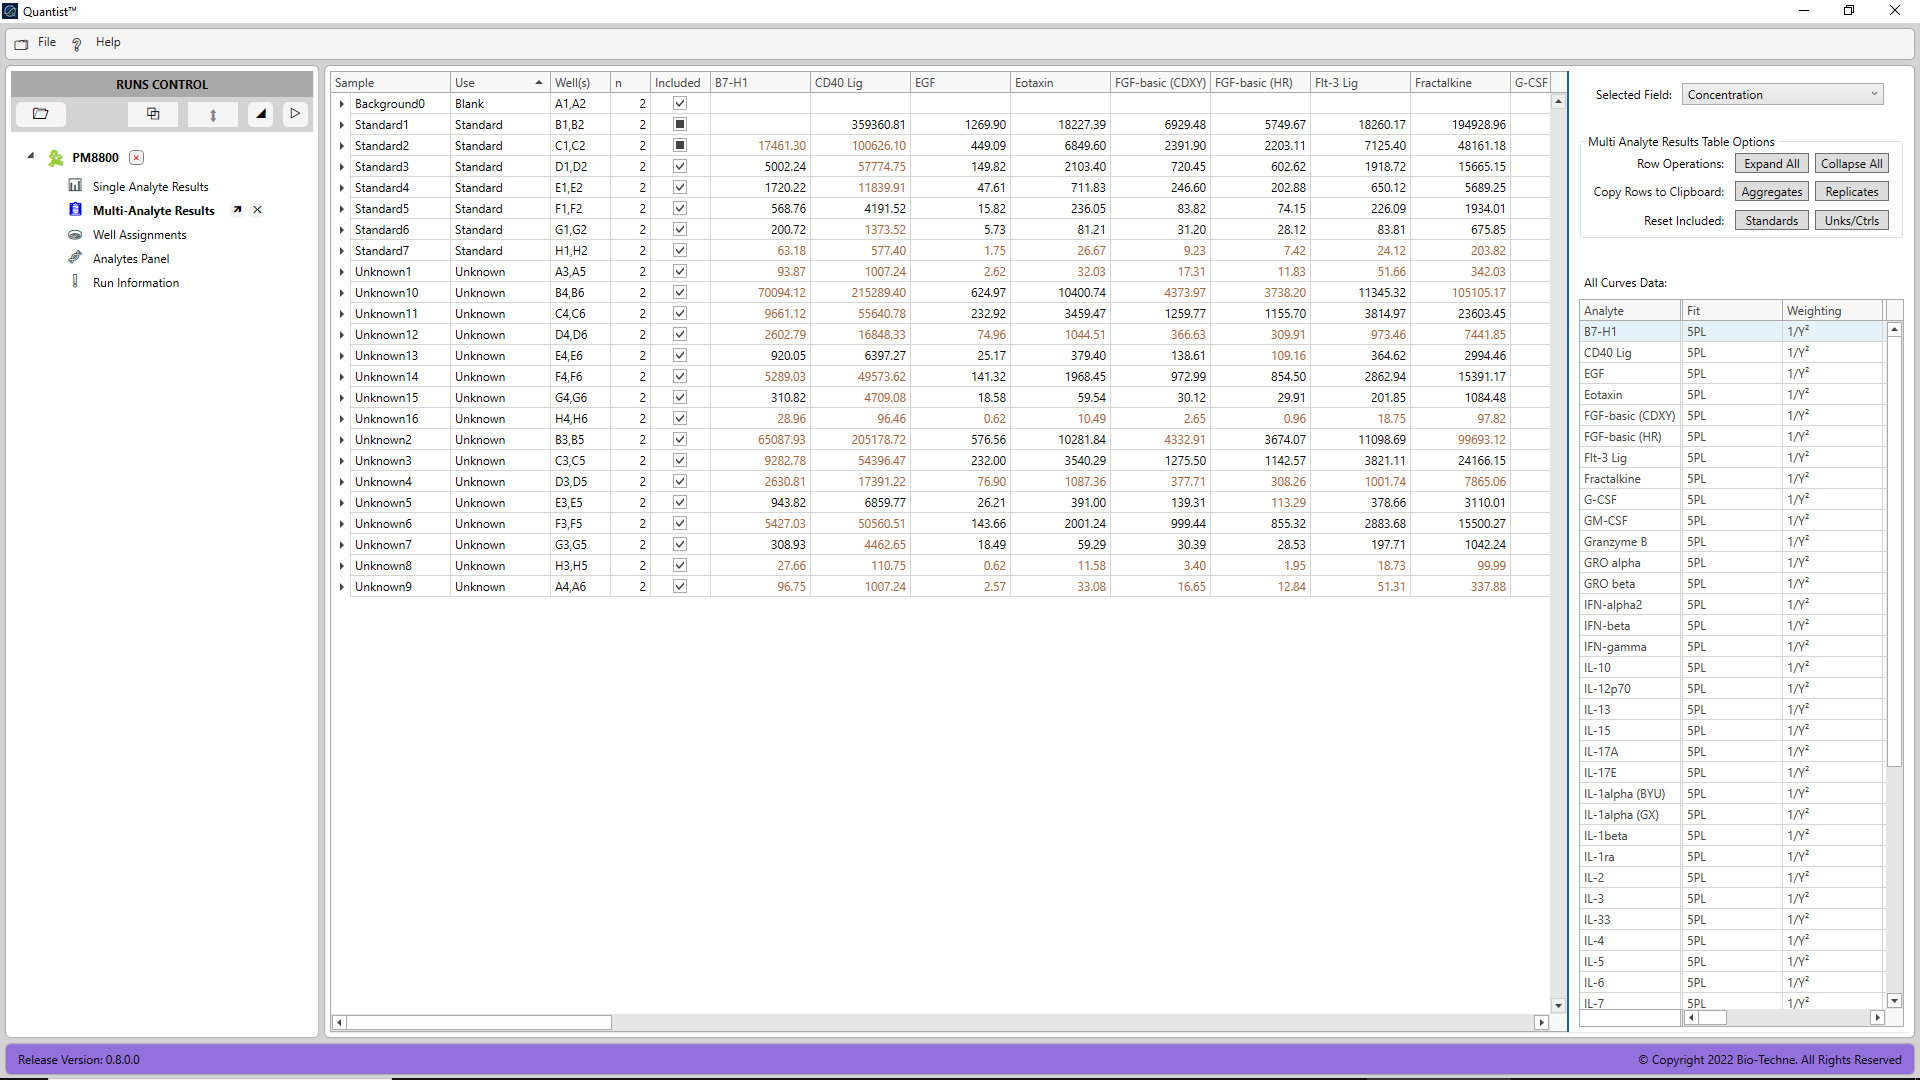 Quantist™
File Help
RUNS CONTROL
PM8800
Single Analyte Results
Multi-Analyte Results
Well Assignments
Analytes Panel
Run Information
Sample Use Well(s) n Included B7-H1 CD40 Lig EGF Eotaxin FGF-basic (CDXY) FGF-basic (HR) Flt-3 Lig Fractalkine G-CSF
Background0 Blank A1,A2 2
Standard1 Standard B1,B2 2 359360.81 1269.90 18227.39 6929.48 5749.67 18260.17 194928.96
Standard2 Standard C1,C2 2 17461.30 100626.10 449.09 6849.60 2391.90 2203.11 7125.40 48161.18
Standard3 Standard D1,D2 2 5002.24 57774.75 149.82 2103.40 720.45 602.62 1918.72 15665.15
Standard4 Standard E1,E2 2 1720.22 11839.91 47.61 711.83 246.60 202.88 650.12 5689.25
Standard5 Standard F1,F2 2 568.76 4191.52 15.82 236.05 83.82 74.15 226.09 1934.01
Standard6 Standard G1,G2 2 200.72 1373.52 5.73 81.21 31.20 28.12 83.81 675.85
Standard7 Standard H1,H2 2 63.18 577.40 1.75 26.67 9.23 7.42 24.12 203.82
Unknown1 Unknown A3,A5 2 93.87 1007.24 2.62 32.03 17.31 11.83 51.66 342.03
Unknown10 Unknown B4,B6 2 70094.12 215289.40 624.97 10400.74 4373.97 3738.20 11345.32 105105.17
Unknown11 Unknown C4,C6 2 9661.12 55640.78 232.92 3459.47 1259.77 1155.70 3814.97 23603.45
Unknown12 Unknown D4,D6 2 2602.79 16848.33 74.96 1044.51 366.63 309.91 973.46 7441.85
Unknown13 Unknown E4,E6 2 920.05 6397.27 25.17 379.40 138.61 109.16 364.62 2994.46
Unknown14 Unknown F4,F6 2 5289.03 49573.62 141.32 1968.45 972.99 854.50 2862.94 15391.17
Unknown15 Unknown G4,G6 2 310.82 4709.08 18.58 59.54 30.12 29.91 201.85 1084.48
Unknown16 Unknown H4,H6 2 28.96 96.46 0.62 10.49 2.65 0.96 18.75 97.82
Unknown2 Unknown B3,B5 2 65087.93 205178.72 576.56 10281.84 4332.91 3674.07 11098.69 99693.12
Unknown3 Unknown C3,C5 2 9282.78 54396.47 232.00 3540.29 1275.50 1142.57 3821.11 24166.15
Unknown4 Unknown D3,D5 2 2630.81 17391.22 76.90 1087.36 377.71 308.26 1001.74 7865.06
Unknown5 Unknown E3,E5 2 943.82 6859.77 26.21 391.00 139.31 113.29 378.66 3110.01
Unknown6 Unknown F3,F5 2 5427.03 50560.51 143.66 2001.24 999.44 855.32 2883.68 15500.27
Unknown7 Unknown G3,G5 2 308.93 4462.65 18.49 59.29 30.39 28.53 197.71 1042.24
Unknown8 Unknown H3,H5 2 27.66 110.75 0.62 11.58 3.40 1.95 18.73 99.99
Unknown9 Unknown A4,A6 2 96.75 1007.24 2.57 33.08 16.65 12.84 51.31 337.88
Selected Field: Concentration
Multi Analyte Results Table Options
Row Operations: Expand All Collapse All
Copy Rows to Clipboard: Aggregates Replicates
Reset Included: Standards Unks/Ctrls
All Curves Data:
Analyte Fit Weighting
B7-H1 5PL 1/Y²
CD40 Lig 5PL 1/Y²
EGF 5PL 1/Y²
Eotaxin 5PL 1/Y²
FGF-basic (CDXY) 5PL 1/Y²
FGF-basic (HR) 5PL 1/Y²
Flt-3 Lig 5PL 1/Y²
Fractalkine 5PL 1/Y²
G-CSF 5PL 1/Y²
GM-CSF 5PL 1/Y²
Granzyme B 5PL 1/Y²
GRO alpha 5PL 1/Y²
GRO beta 5PL 1/Y²
IFN-alpha2 5PL 1/Y²
IFN-beta 5PL 1/Y²
IFN-gamma 5PL 1/Y²
IL-10 5PL 1/Y²
IL-12p70 5PL 1/Y²
IL-13 5PL 1/Y²
IL-15 5PL 1/Y²
IL-17A 5PL 1/Y²
IL-17E 5PL 1/Y²
IL-1alpha (BYU) 5PL 1/Y²
IL-1alpha (GX) 5PL 1/Y²
IL-1beta 5PL 1/Y²
IL-1ra 5PL 1/Y²
IL-2 5PL 1/Y²
IL-3 5PL 1/Y²
IL-33 5PL 1/Y²
IL-4 5PL 1/Y²
IL-5 5PL 1/Y²
IL-6 5PL 1/Y²
IL-7 5PL 1/Y²
Release Version: 0.8.0.0
© Copyright 2022 Bio-Techne. All Rights Reserved